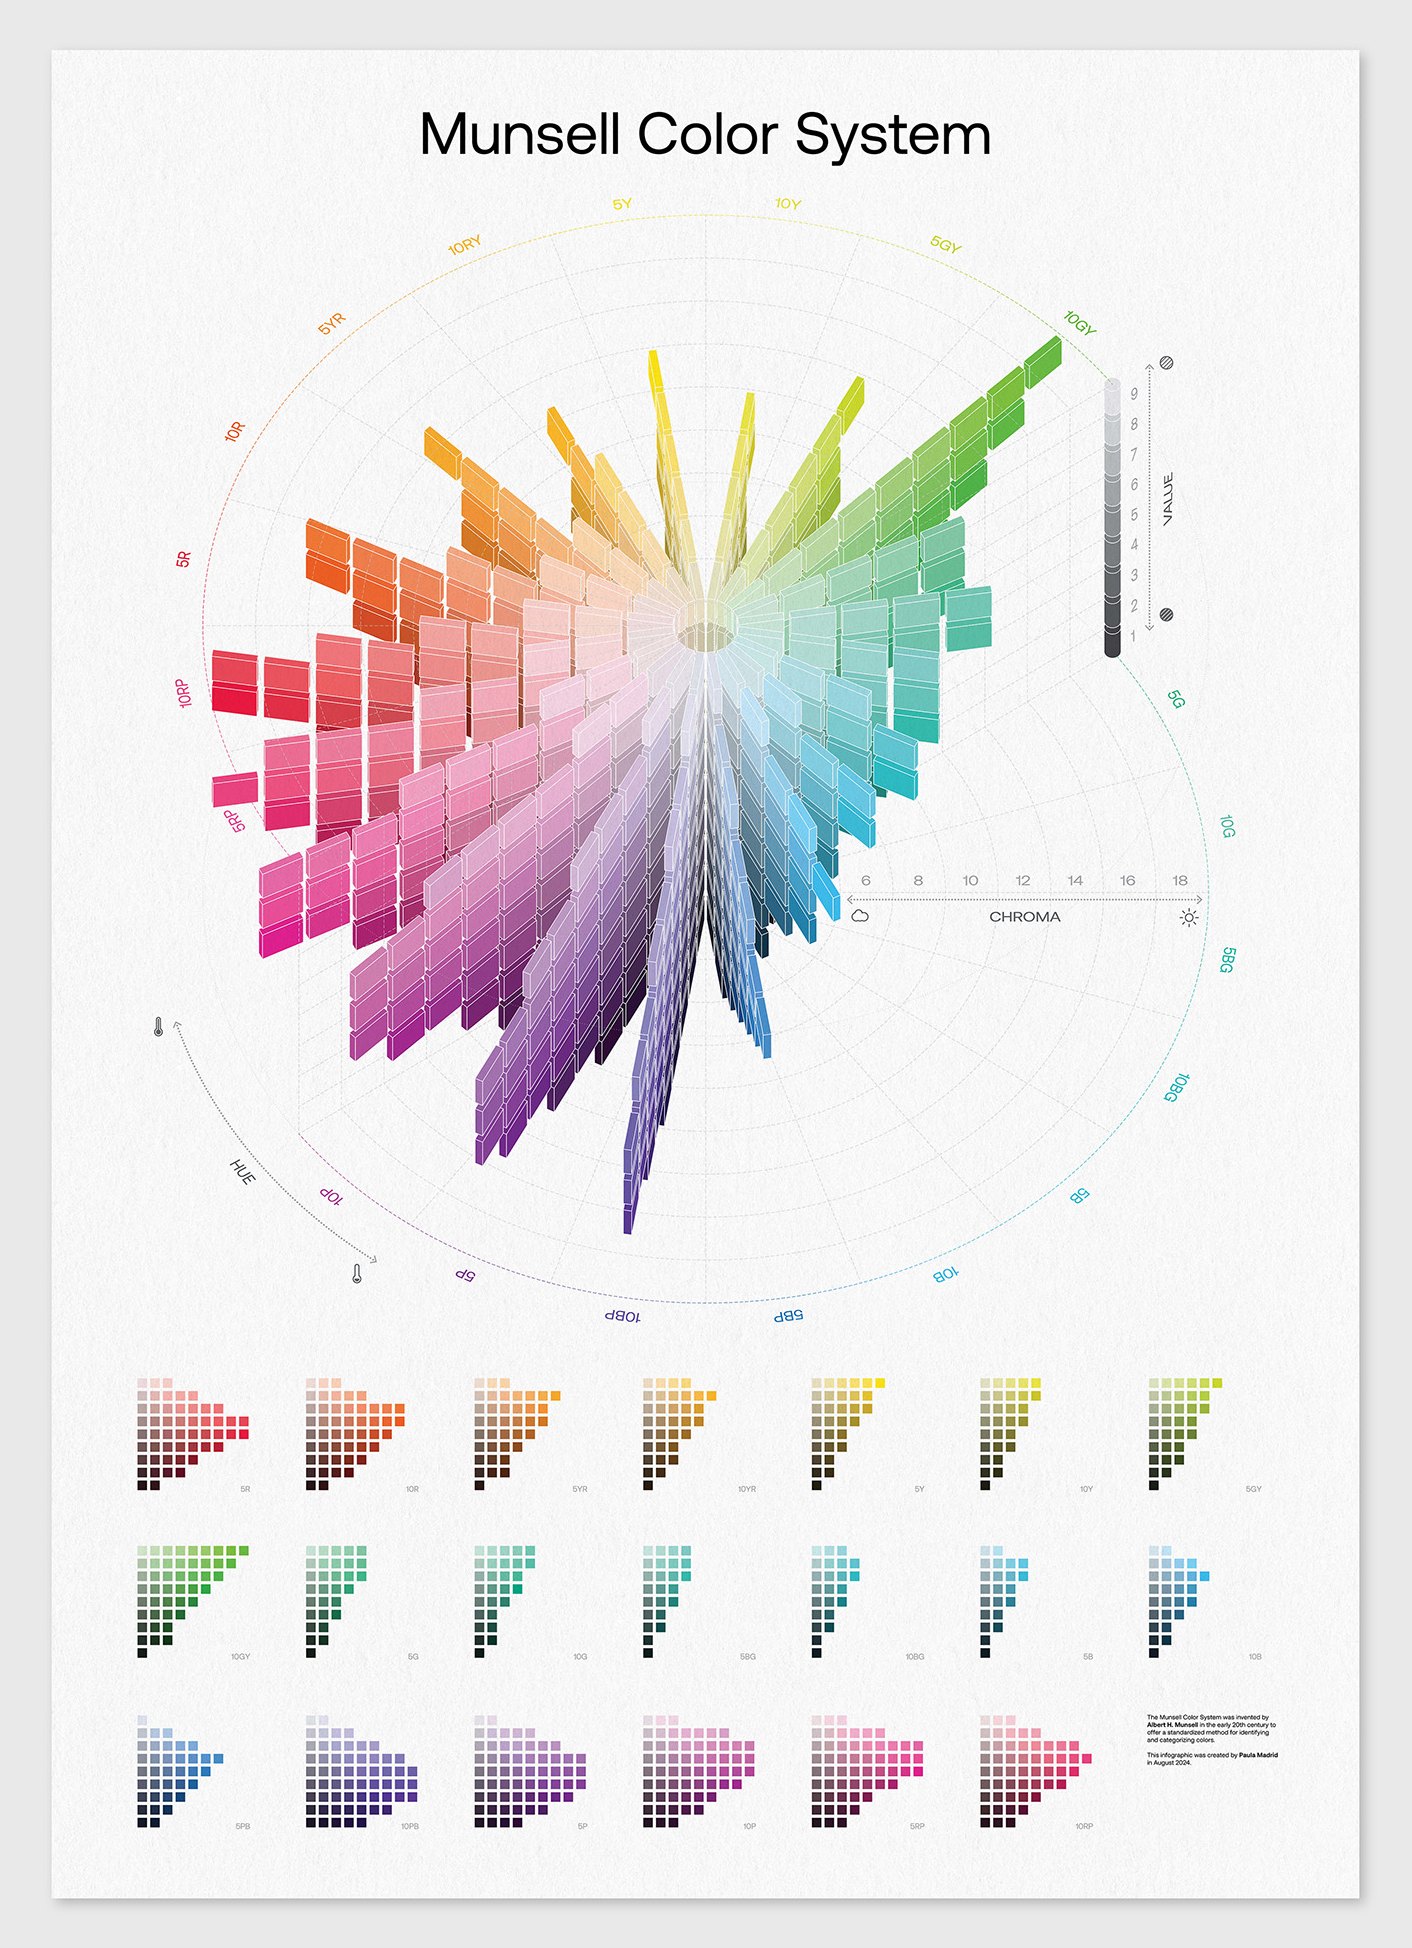 Munsell Color System
5Y
10Y
10RY
5GY
5YR
10GY
10R
5R
10RP
5RP
9
8
7
6
5
4
3
2
1
VALUE
5G
10G
6 8 10 12 14 16 18
CHROMA
5BG
10BG
HUE
10P
5B
5P
10B
10BP
5BP
5R 10R 5YR 10YR 5Y 10Y 5GY
10GY 5G 10G 5BG 10BG 5B 10B
The Munsell Color System was invented by
Albert H. Munsell in the early 20th century to
offer a standardized method for identifying
and categorizing colors.
This infographic was created by Paula Madrid
in August 2024.
5PB 10PB 5P 10P 5RP 10RP